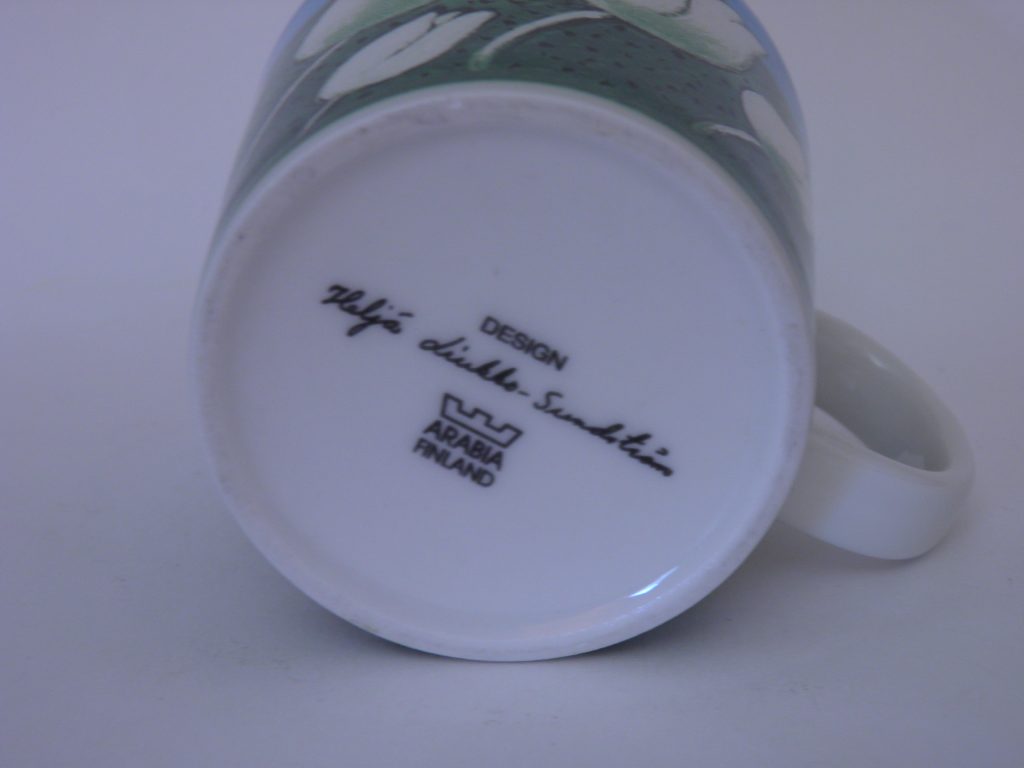 DESIGN
Heljä Liukko-Sundström
ARABIA
FINLAND